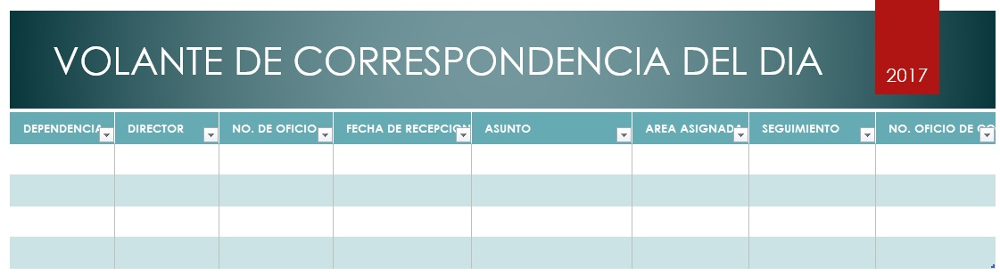 VOLANTE DE CORRESPONDENCIA DEL DIA
2017
DEPENDENCIA DIRECTOR NO. DE OFICIO FECHA DE RECEPCION ASUNTO AREA ASIGNADA SEGUIMIENTO NO. OFICIO DE